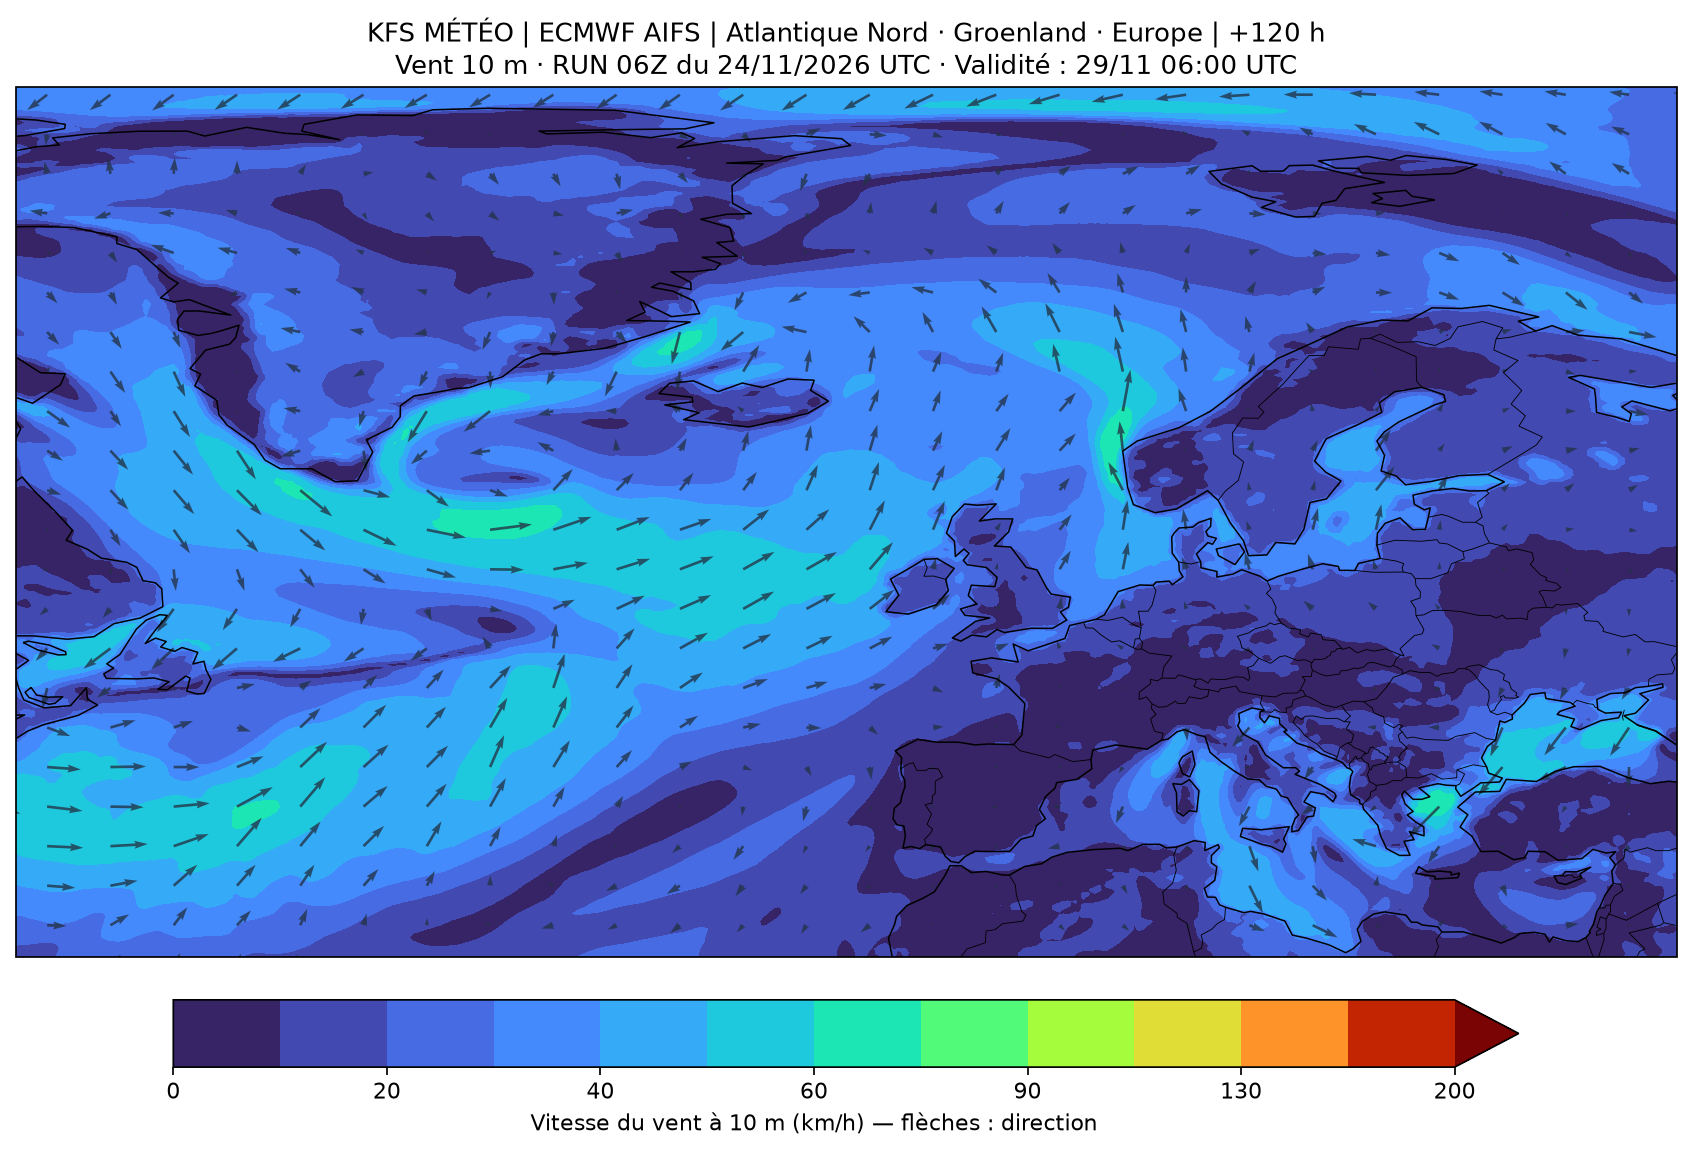 KFS MÉTÉO | ECMWF AIFS | Atlantique Nord · Groenland · Europe | +120 h
Vent 10 m · RUN 06Z du 24/11/2026 UTC · Validité : 29/11 06:00 UTC
0 20 40 60 90 130 200
Vitesse du vent à 10 m (km/h) — flèches : direction